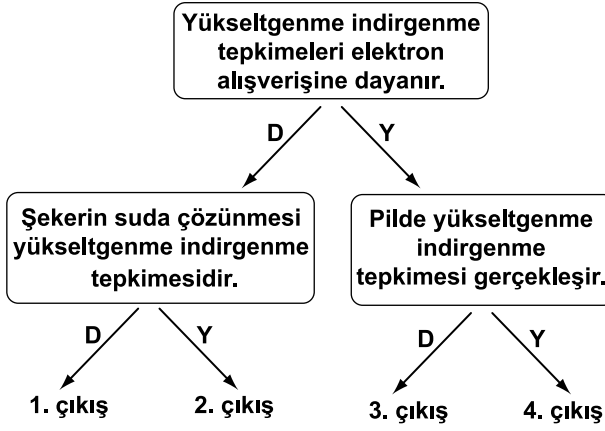 Yükseltgenme indirgenme
tepkimeleri elektron
alışverişine dayanır.
D
Y
Şekerin suda çözünmesi
yükseltgenme indirgenme
tepkimesidir.
Pilde yükseltgenme
indirgenme
tepkimesi gerçekleşir.
D
Y
D
Y
1. çıkış
2. çıkış
3. çıkış
4. çıkış